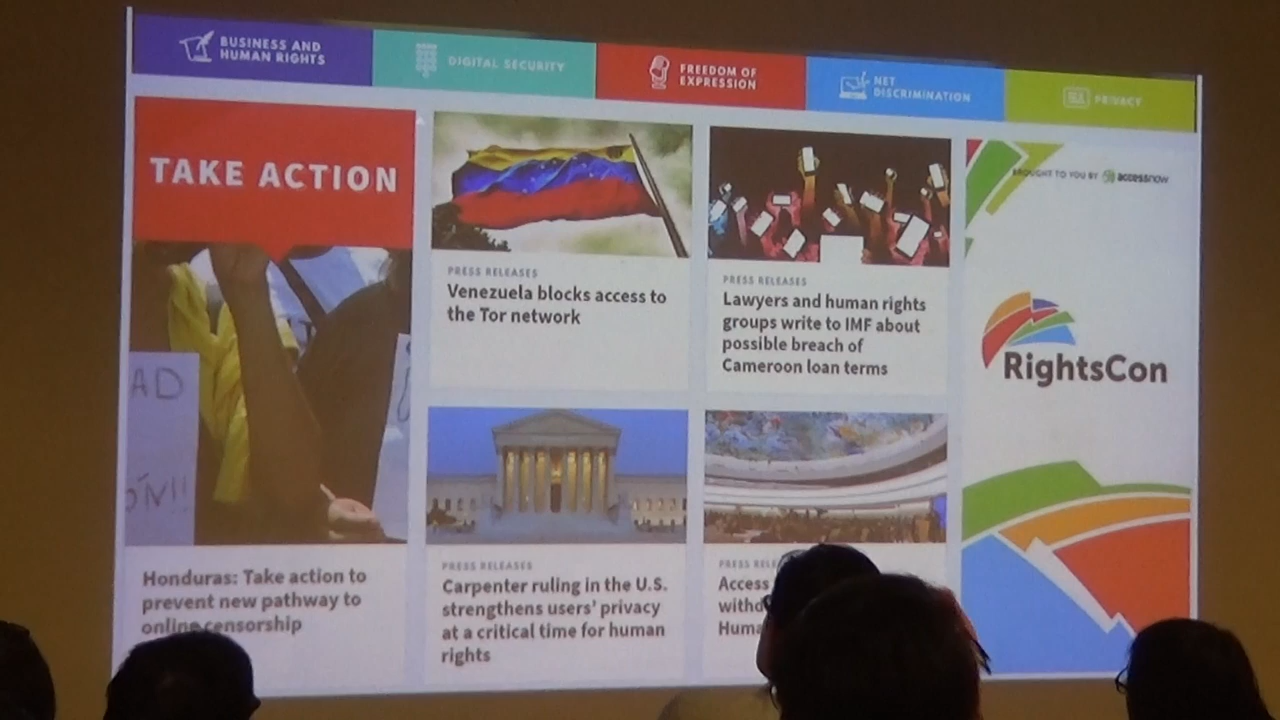 BUSINESS AND
HUMAN RIGHTS
DIGITAL SECURITY
FREEDOM OF
EXPRESSION
NET
DISCRIMINATION
PRIVACY
TAKE ACTION
AD
ÓN!!
Honduras: Take action to
prevent new pathway to
online censorship
PRESS RELEASES
Venezuela blocks access to
the Tor network
PRESS RELEASES
Lawyers and human rights
groups write to IMF about
possible breach of
Cameroon loan terms
PRESS RELEASES
Carpenter ruling in the U.S.
strengthens users' privacy
at a critical time for human
rights
PRESS
Access
BROUGHT TO YOU BY accessnow
RightsCon